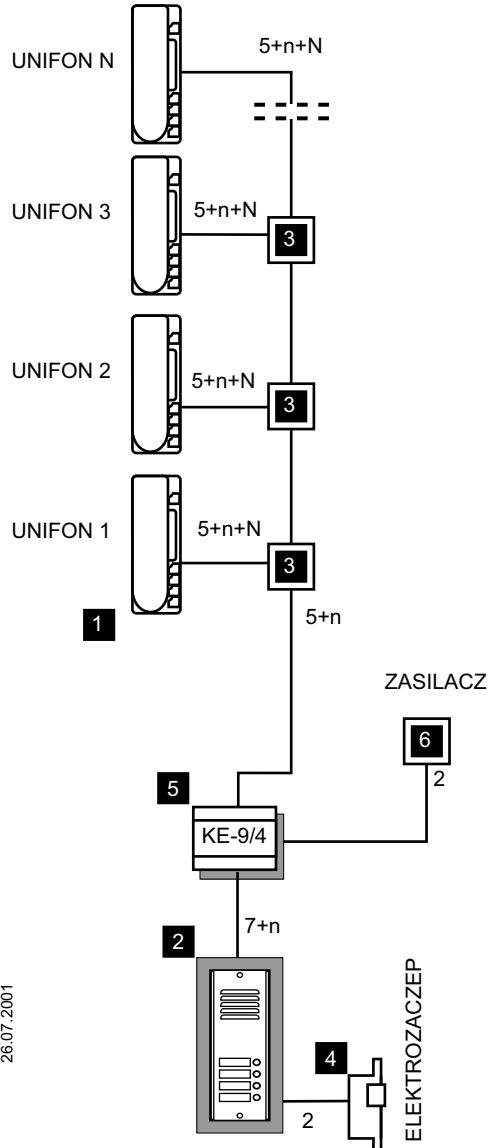 UNIFON N
5+n+N
UNIFON 3
5+n+N
3
UNIFON 2
5+n+N
3
UNIFON 1
5+n+N
3
1
5+n
ZASILACZ
6
2
5
KE-9/4
7+n
2
26.07.2001
4
2
ELEKTROZACZEP